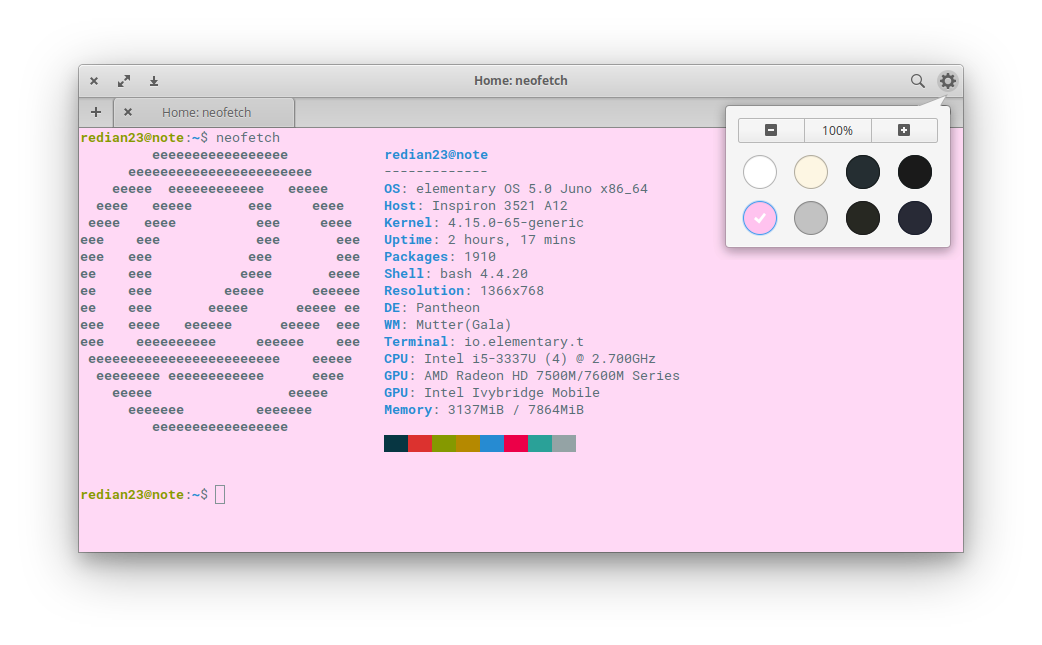 Home: neofetch
Home: neofetch
100%
redian23@note:~$ neofetch
         eeeeeeeeeeeeeeeee            redian23@note
      eeeeeeeeeeeeeeeeeeeeeee         -------------
    eeeee  eeeeeeeeeeee   eeeee       OS: elementary OS 5.0 Juno x86_64
  eeee   eeeee       eee     eeee     Host: Inspiron 3521 A12
 eeee   eeee          eee     eeee    Kernel: 4.15.0-65-generic
eee    eee            eee       eee   Uptime: 2 hours, 17 mins
eee   eee            eee        eee   Packages: 1910
ee    eee           eeee       eeee   Shell: bash 4.4.20
ee    eee         eeeee      eeeeee   Resolution: 1366x768
ee    eee       eeeee      eeeee ee   DE: Pantheon
eee   eeee   eeeeee      eeeee  eee   WM: Mutter(Gala)
eee    eeeeeeeeee     eeeeee    eee   Terminal: io.elementary.t
 eeeeeeeeeeeeeeeeeeeeeeee    eeeee    CPU: Intel i5-3337U (4) @ 2.700GHz
  eeeeeeee eeeeeeeeeeee      eeee     GPU: AMD Radeon HD 7500M/7600M Series
    eeeee                 eeeee       GPU: Intel Ivybridge Mobile
      eeeeeee         eeeeeee         Memory: 3137MiB / 7864MiB
         eeeeeeeeeeeeeeeee
redian23@note:~$